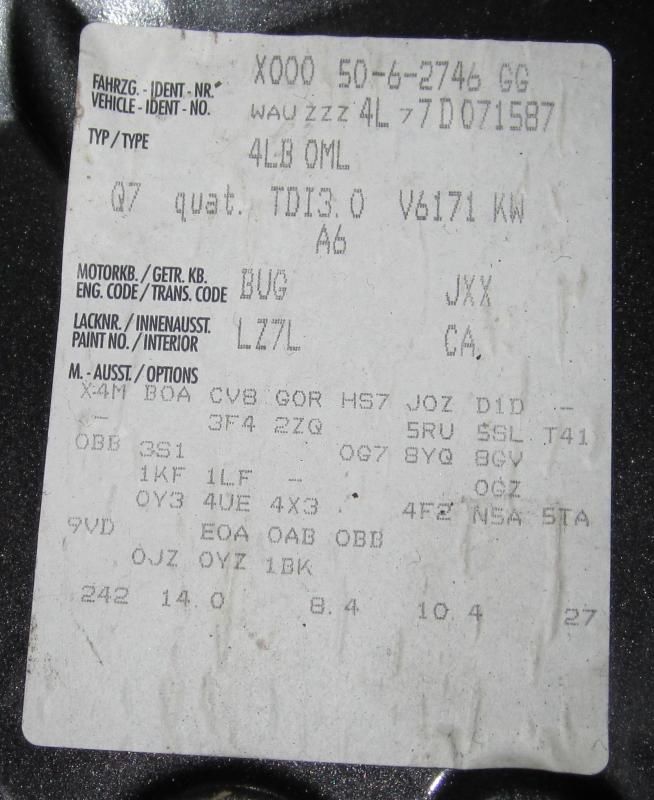 X000 50-6-2746 GG
FAHRZG. - IDENT - NR.
VEHICLE - IDENT - NO. WAUZZZ4L77D071587
TYP / TYPE 4LB0ML
Q7 quat. TDI3.0 V6171 KW
A6
MOTORKB. / GETR. KB.
ENG. CODE / TRANS. CODE BUG JXX
LACKNR. / INNENAUSST.
PAINT NO. / INTERIOR LZ7L CA
M. - AUSST. / OPTIONS
X4M B0A CV8 G0R HS7 J0Z D1D -
- 3F4 2ZQ 5RU 5SL T41
0BB 3S1 0G7 8YQ 8GV
1KF 1LF - 0GZ
0Y3 4UE 4X3 . 4F2 N5A 5TA
9VD E0A 0AB 0BB
0JZ 0YZ 1BK
242 14.0 8.4 10.4 27